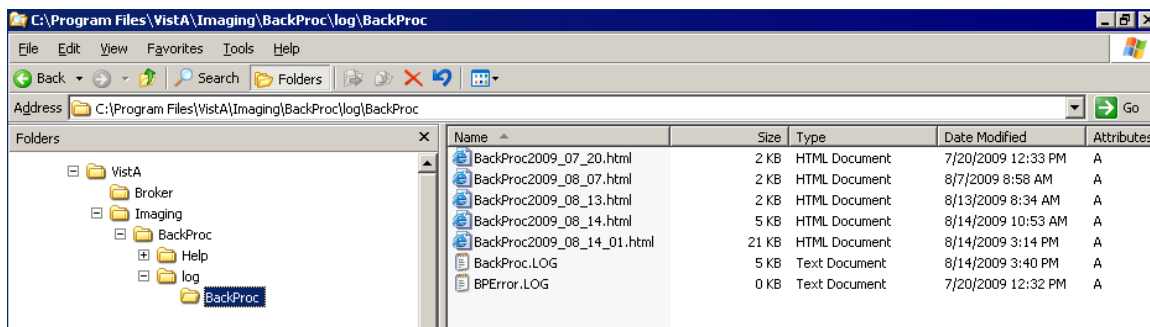 C:\Program Files\VistA\Imaging\BackProc\log\BackProc
File Edit View Favorites Tools Help
Back Search Folders
Address C:\Program Files\VistA\Imaging\BackProc\log\BackProc Go
Folders x Name Size Type Date Modified Attributes
BackProc2009_07_20.html 2 KB HTML Document 7/20/2009 12:33 PM A
VistA BackProc2009_08_07.html 2 KB HTML Document 8/7/2009 8:58 AM A
Broker BackProc2009_08_13.html 2 KB HTML Document 8/13/2009 8:34 AM A
Imaging BackProc2009_08_14.html 5 KB HTML Document 8/14/2009 10:53 AM A
BackProc BackProc2009_08_14_01.html 21 KB HTML Document 8/14/2009 3:14 PM A
Help BackProc.LOG 5 KB Text Document 8/14/2009 3:40 PM A
log BPError.LOG 0 KB Text Document 7/20/2009 12:32 PM A
BackProc